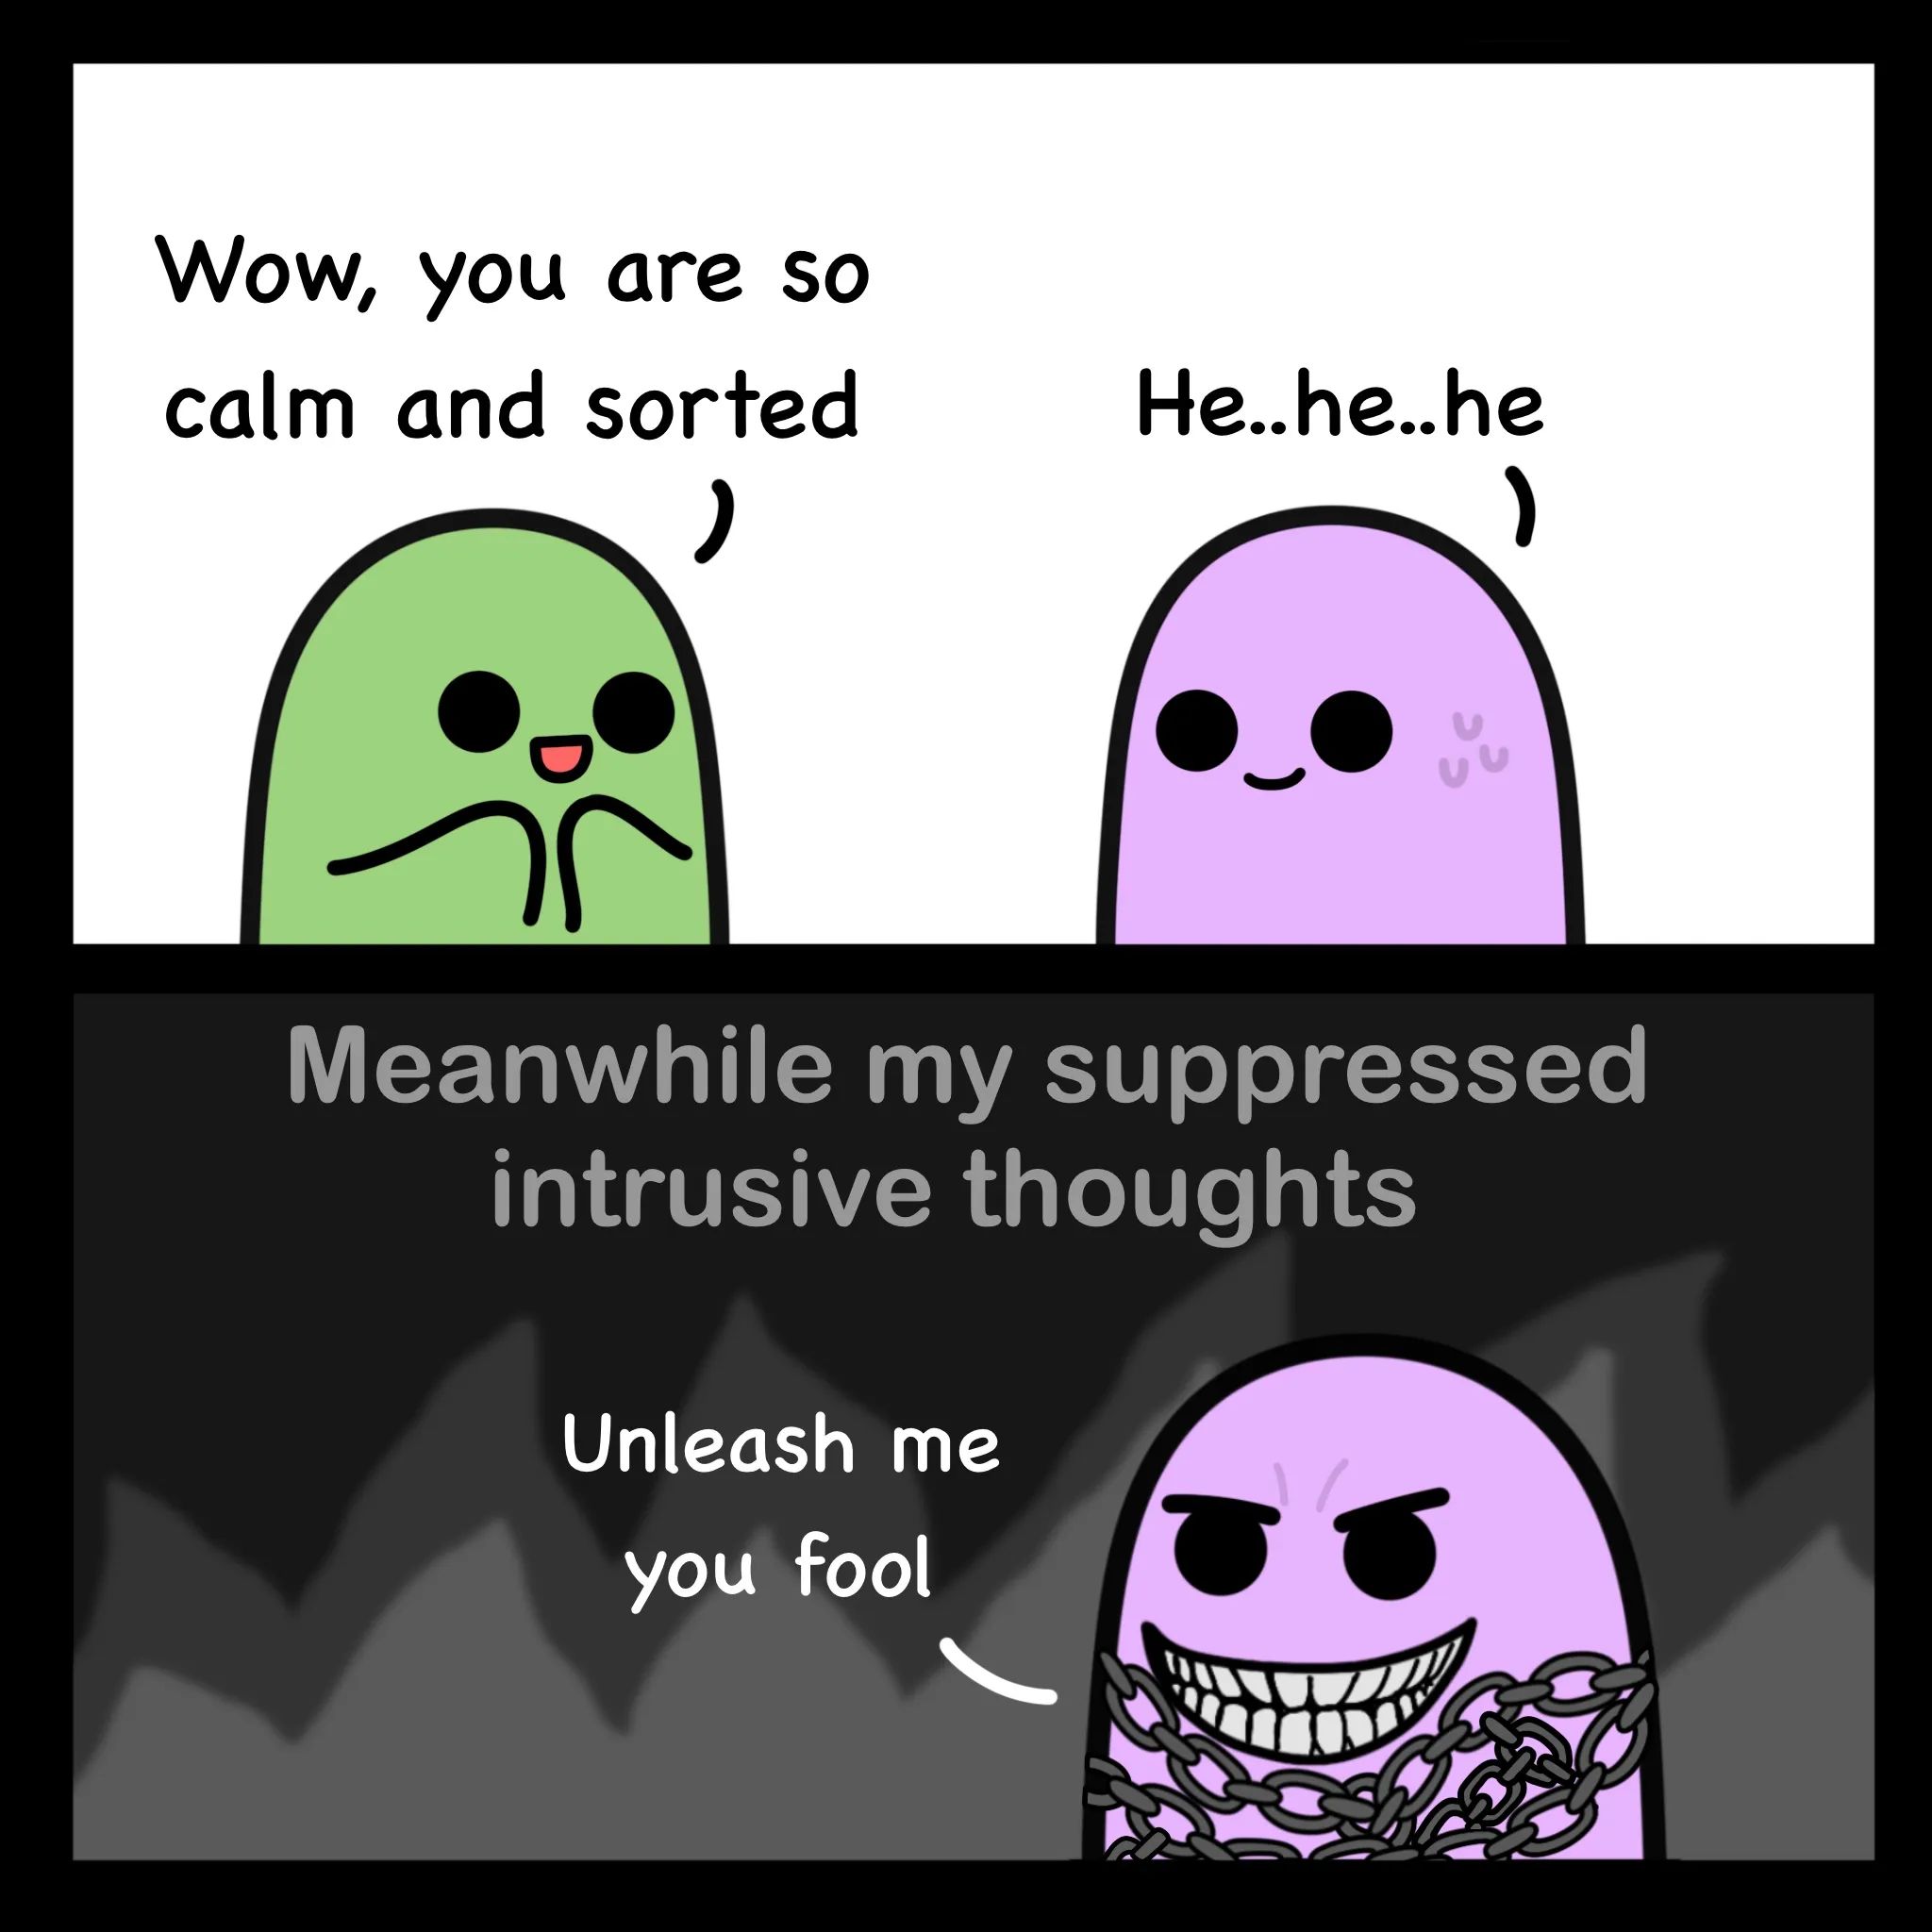 Wow, you are so
calm and sorted
He..he..he
Meanwhile my suppressed
intrusive thoughts
Unleash me
you fool